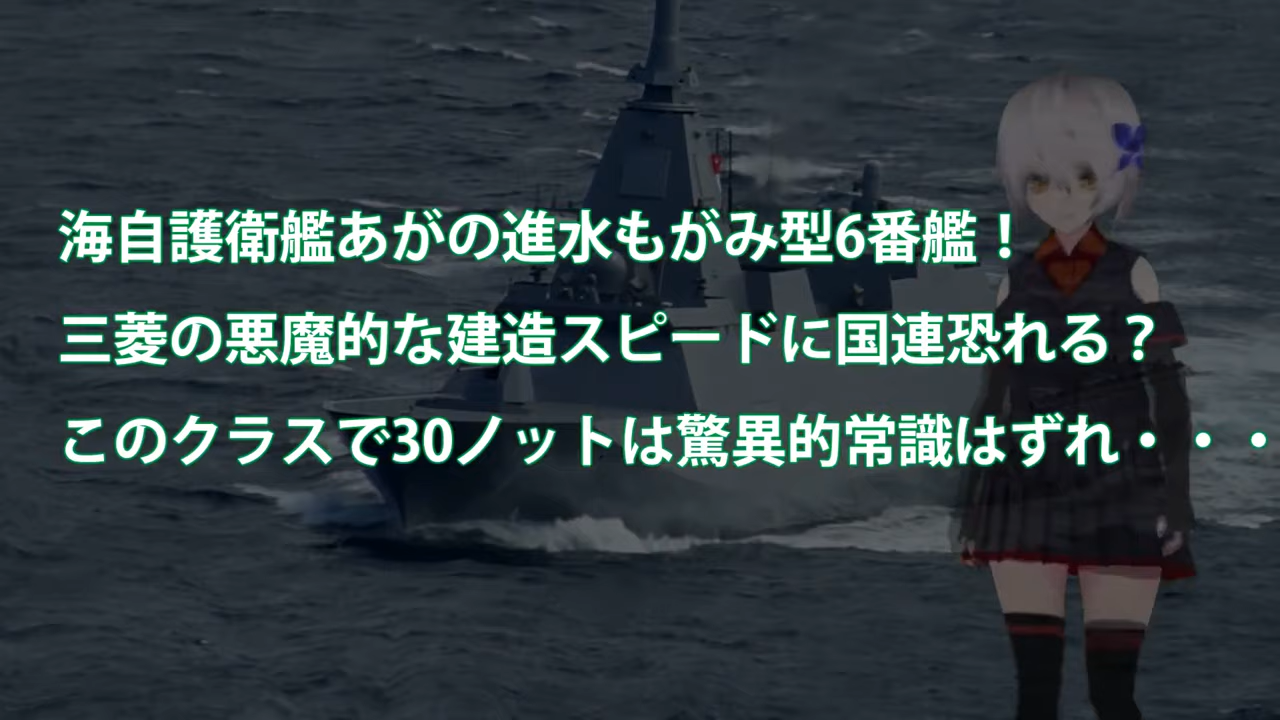 海自護衛艦あがの進水もがみ型6番艦！
三菱の悪魔的な建造スピードに国連恐れる？
このクラスで30ノットは驚異的常識はずれ・・・